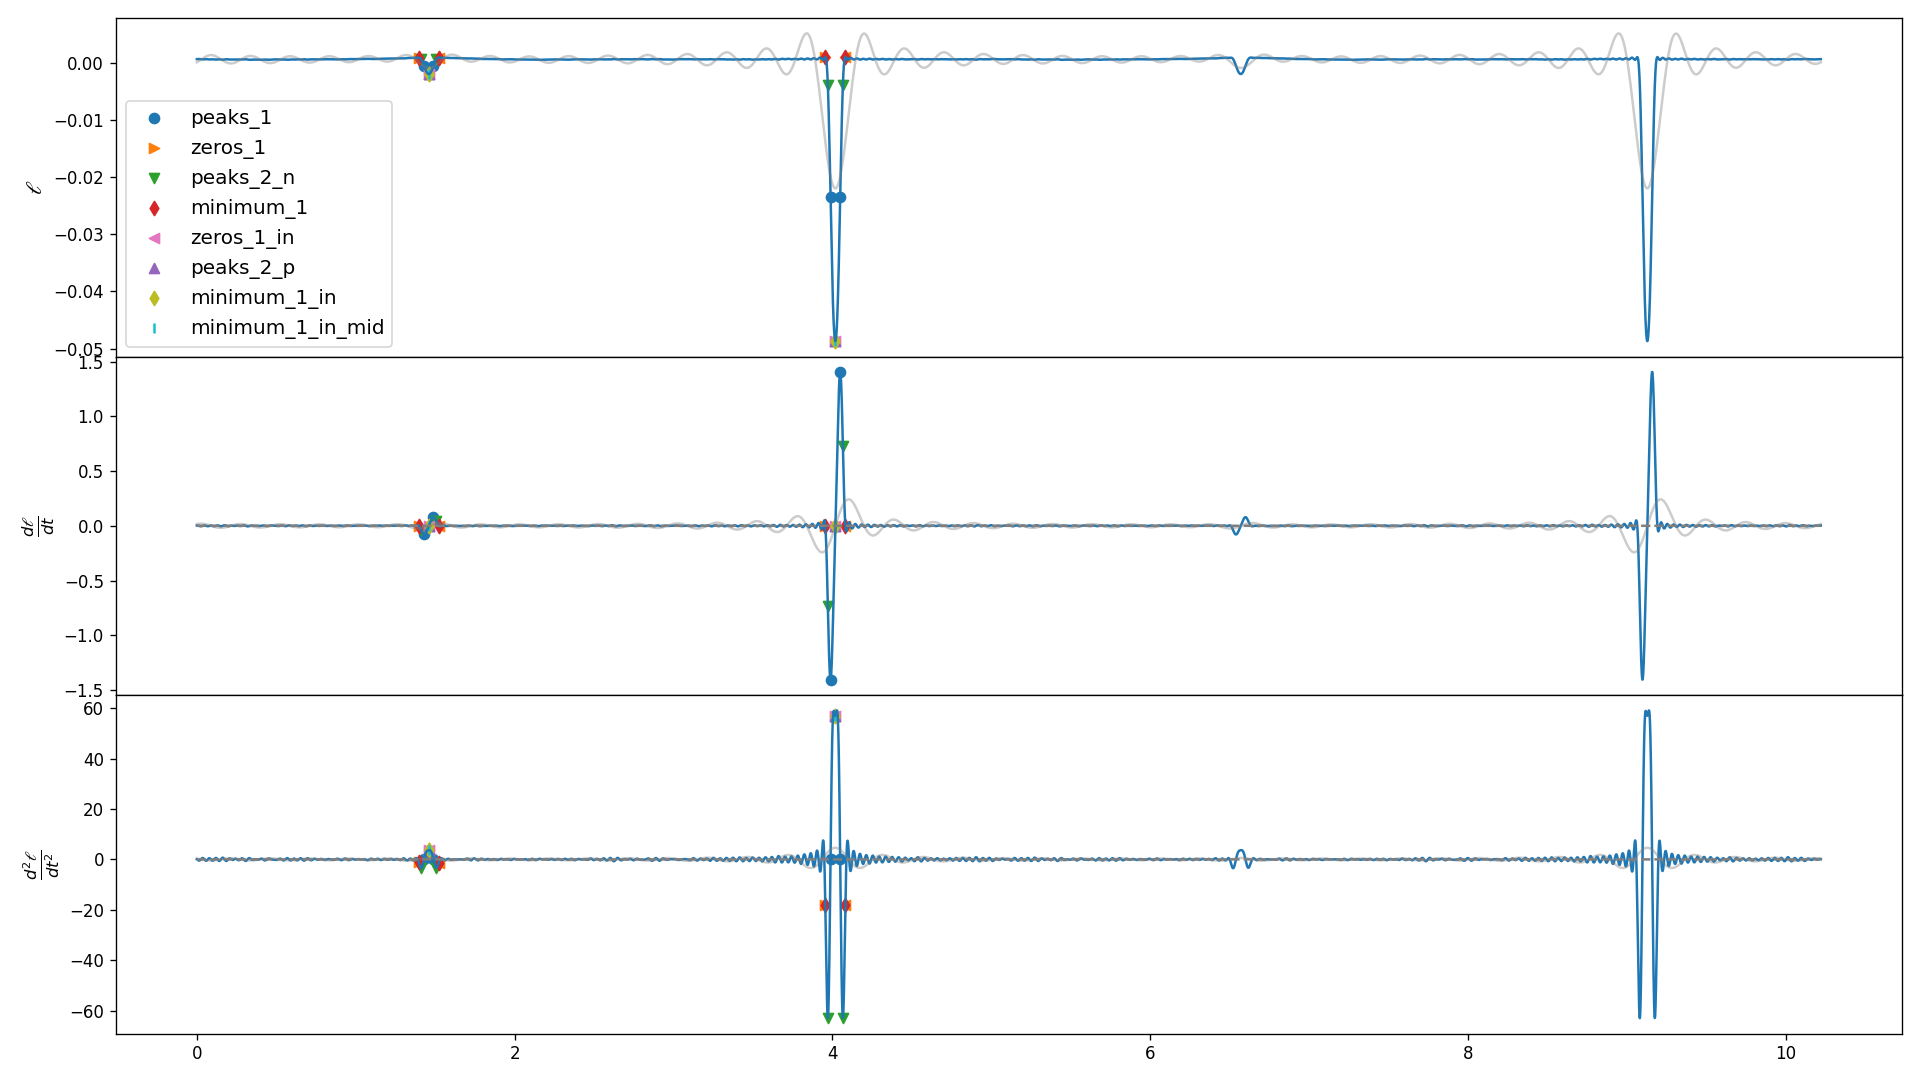 0.00
−0.01
−0.02
−0.03
−0.04
−0.05
ℓ
peaks_1
zeros_1
peaks_2_n
minimum_1
zeros_1_in
peaks_2_p
minimum_1_in
minimum_1_in_mid
1.5
1.0
0.5
0.0
−0.5
−1.0
−1.5
dℓ
dt
60
40
20
0
−20
−40
−60
d²ℓ
dt²
0 2 4 6 8 10